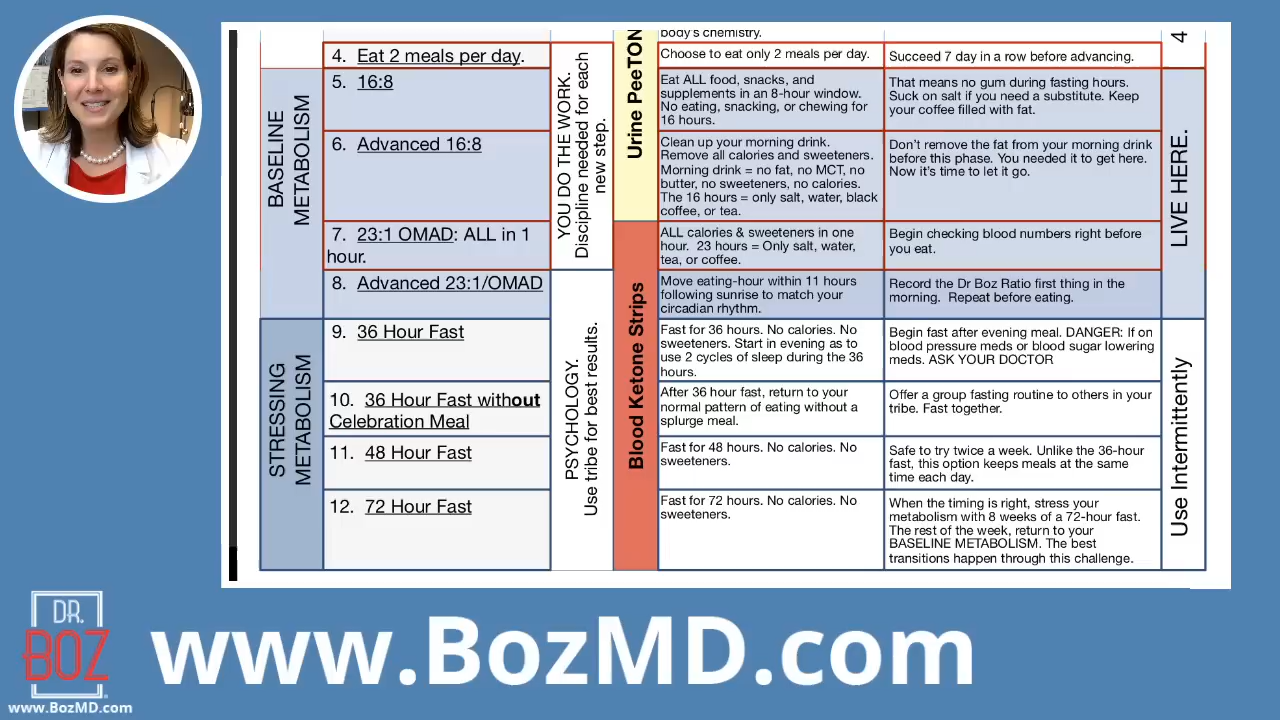 body's chemistry.
4. Eat 2 meals per day.
Choose to eat only 2 meals per day.
Succeed 7 day in a row before advancing.
4
BASELINE
METABOLISM
5. 16:8
YOU DO THE WORK.
Discipline needed for each
new step.
Urine PeeTON
Eat ALL food, snacks, and
supplements in an 8-hour window.
No eating, snacking, or chewing for
16 hours.
That means no gum during fasting hours.
Suck on salt if you need a substitute. Keep
your coffee filled with fat.
LIVE HERE.
6. Advanced 16:8
Clean up your morning drink.
Remove all calories and sweeteners.
Morning drink = no fat, no MCT, no
butter, no sweeteners, no calories.
The 16 hours = only salt, water, black
coffee, or tea.
Don't remove the fat from your morning drink
before this phase. You needed it to get here.
Now it's time to let it go.
7. 23:1 OMAD: ALL in 1
hour.
ALL calories & sweeteners in one
hour. 23 hours = Only salt, water,
tea, or coffee.
Begin checking blood numbers right before
you eat.
8. Advanced 23:1/OMAD
PSYCHOLOGY.
Use tribe for best results.
Blood Ketone Strips
Move eating-hour within 11 hours
following sunrise to match your
circadian rhythm.
Record the Dr Boz Ratio first thing in the
morning. Repeat before eating.
STRESSING
METABOLISM
9. 36 Hour Fast
Fast for 36 hours. No calories. No
sweeteners. Start in evening as to
use 2 cycles of sleep during the 36
hours.
Begin fast after evening meal. DANGER: If on
blood pressure meds or blood sugar lowering
meds. ASK YOUR DOCTOR
Use Intermittently
10. 36 Hour Fast without
Celebration Meal
After 36 hour fast, return to your
normal pattern of eating without a
splurge meal.
Offer a group fasting routine to others in your
tribe. Fast together.
11. 48 Hour Fast
Fast for 48 hours. No calories. No
sweeteners.
Safe to try twice a week. Unlike the 36-hour
fast, this option keeps meals at the same
time each day.
12. 72 Hour Fast
Fast for 72 hours. No calories. No
sweeteners.
When the timing is right, stress your
metabolism with 8 weeks of a 72-hour fast.
The rest of the week, return to your
BASELINE METABOLISM. The best
transitions happen through this challenge.
DR.
BOZ
www.BozMD.com
www.BozMD.com